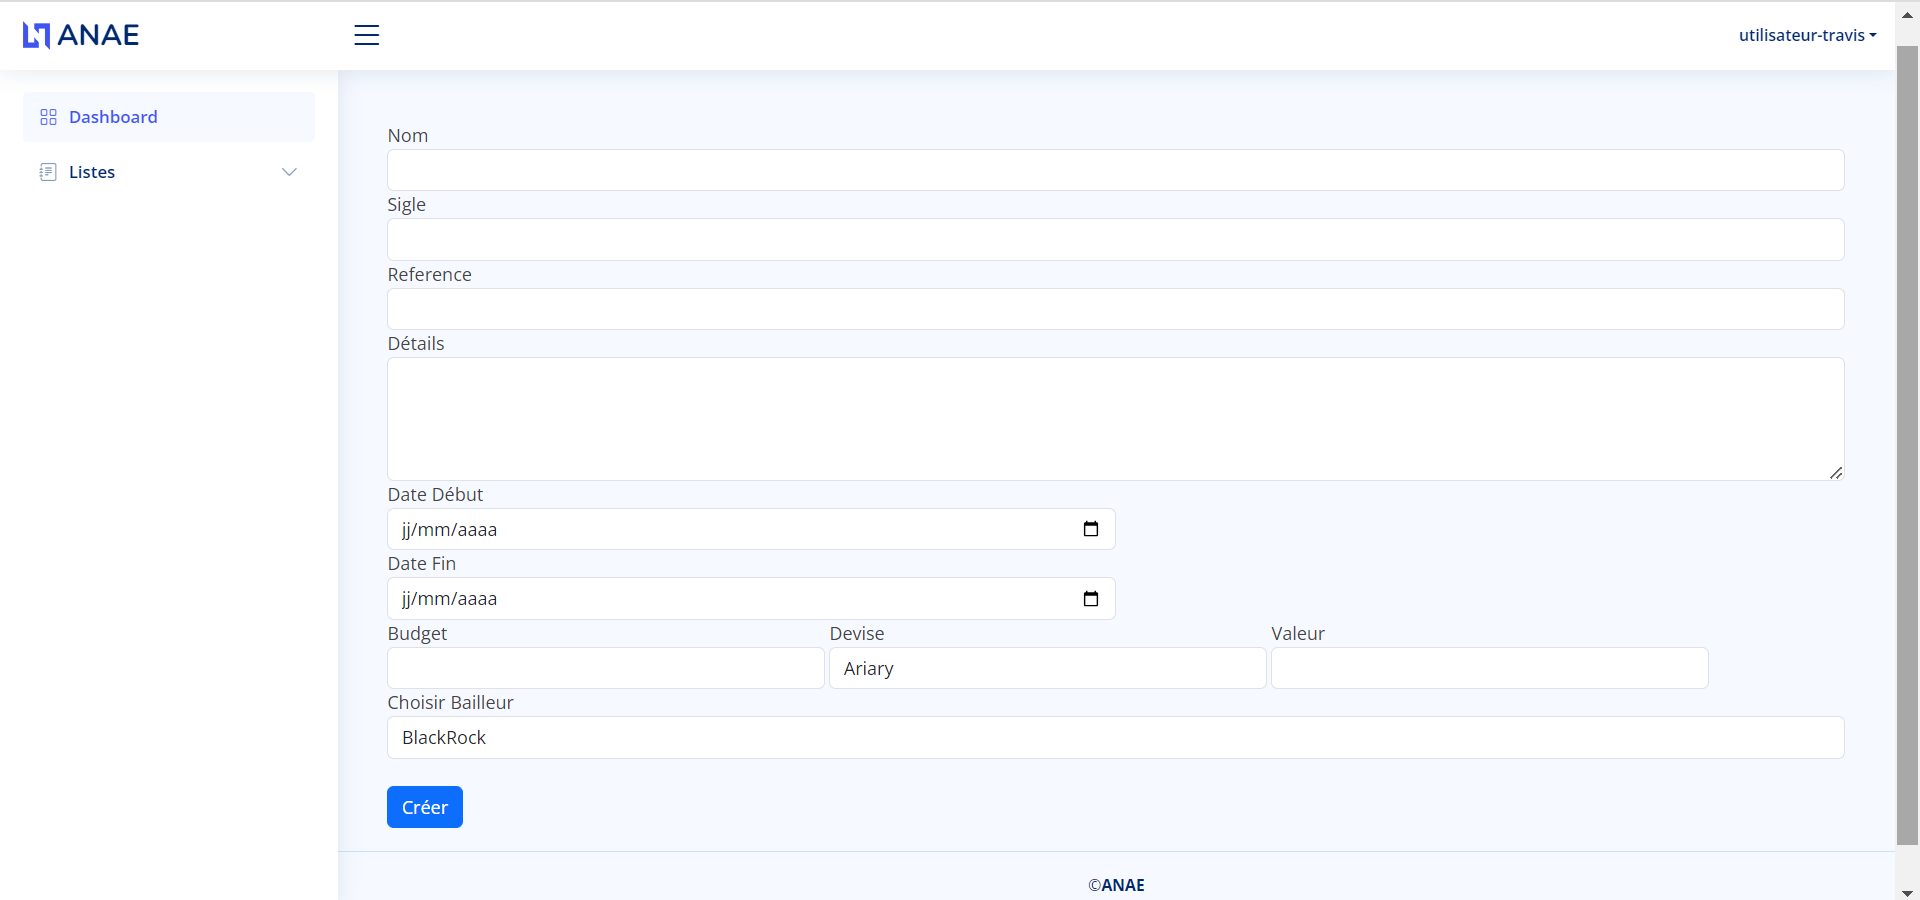 ANAE
utilisateur-travis
Dashboard
Listes
Nom
Sigle
Reference
Détails
Date Début
jj/mm/aaaa
Date Fin
jj/mm/aaaa
Budget Devise Valeur
Ariary
Choisir Bailleur
BlackRock
Créer
©ANAE